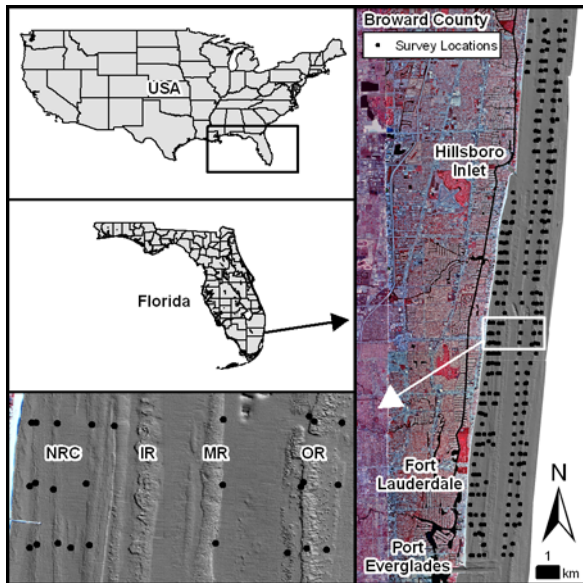 USA
Florida
NRC
IR
MR
OR
Broward County
Survey Locations
Hillsboro
Inlet
Fort
Lauderdale
Port
Everglades
N
1
km